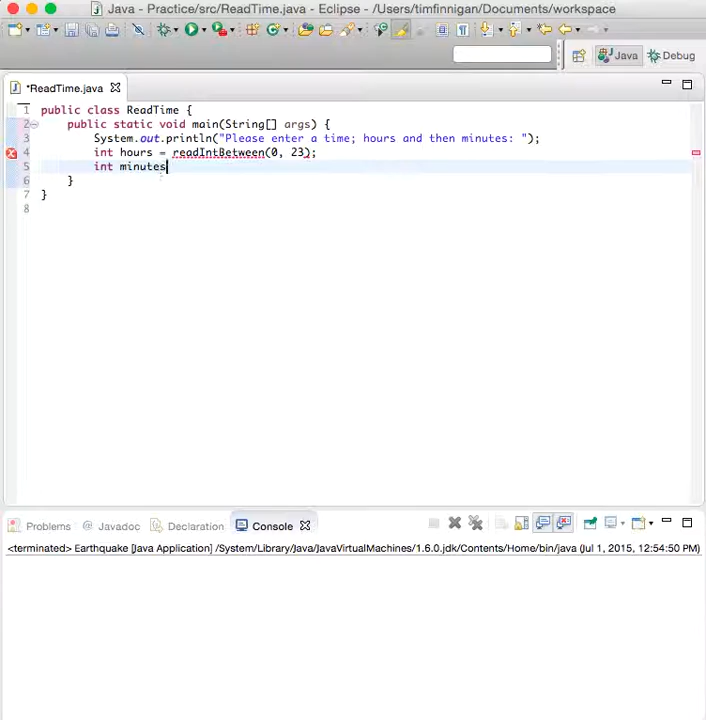 Java - Practice/src/ReadTime.java - Eclipse - /Users/timfinnigan/Documents/workspace
Java
Debug
*ReadTime.java
1 public class ReadTime {
2 public static void main(String[] args) {
3 System.out.println("Please enter a time; hours and then minutes: ");
4 int hours = readIntBetween(0, 23);
5 int minutes
6 }
7 }
8
Problems @ Javadoc Declaration Console
<terminated> Earthquake [Java Application] /System/Library/Java/JavaVirtualMachines/1.6.0.jdk/Contents/Home/bin/java (Jul 1, 2015, 12:54:50 PM)